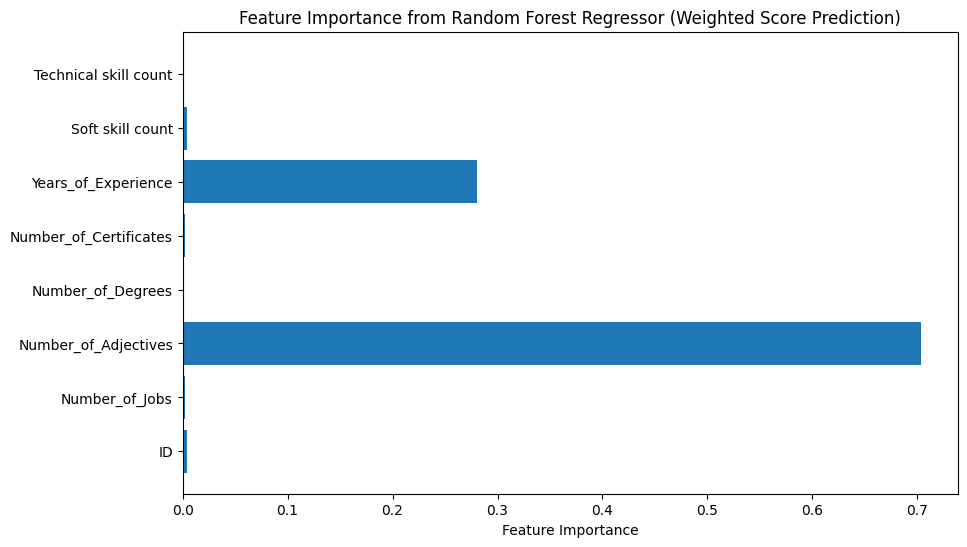 Feature Importance from Random Forest Regressor (Weighted Score Prediction)
Technical skill count
Soft skill count
Years_of_Experience
Number_of_Certificates
Number_of_Degrees
Number_of_Adjectives
Number_of_Jobs
ID
0.0 0.1 0.2 0.3 0.4 0.5 0.6 0.7
Feature Importance